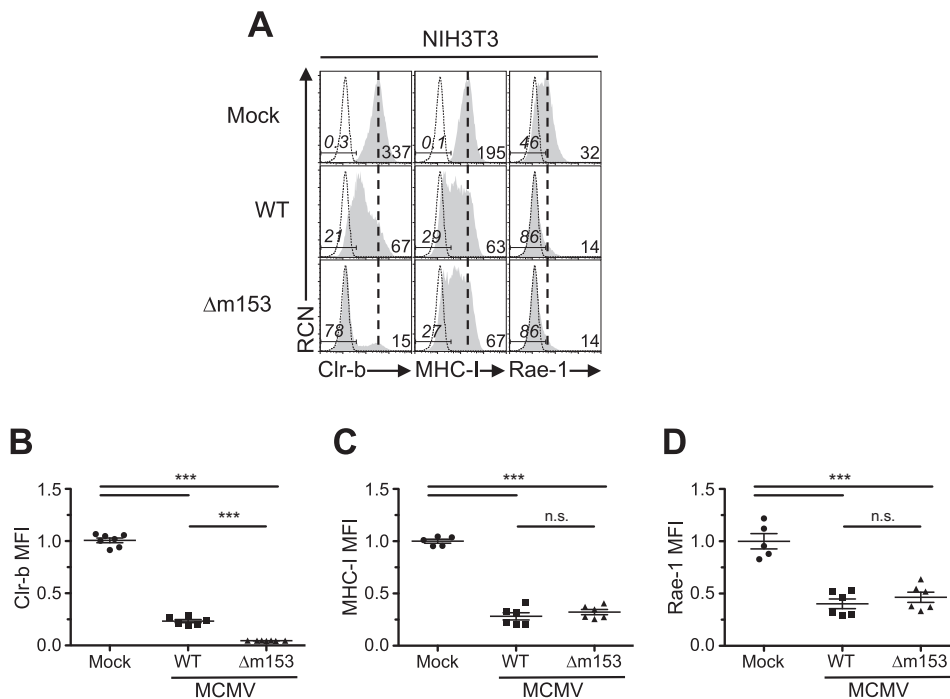 A
NIH3T3
Mock
0.3
337
0.1
195
46
32
WT
21
67
29
63
86
14
Δm153
78
15
27
67
86
14
RCN
Clr-b
MHC-I
Rae-1
B
***
***
1.5
1.0
0.5
0.0
Clr-b MFI
Mock
WT
Δm153
MCMV
C
***
n.s.
1.5
1.0
0.5
0.0
MHC-I MFI
Mock
WT
Δm153
MCMV
D
***
n.s.
1.5
1.0
0.5
0.0
Rae-1 MFI
Mock
WT
Δm153
MCMV